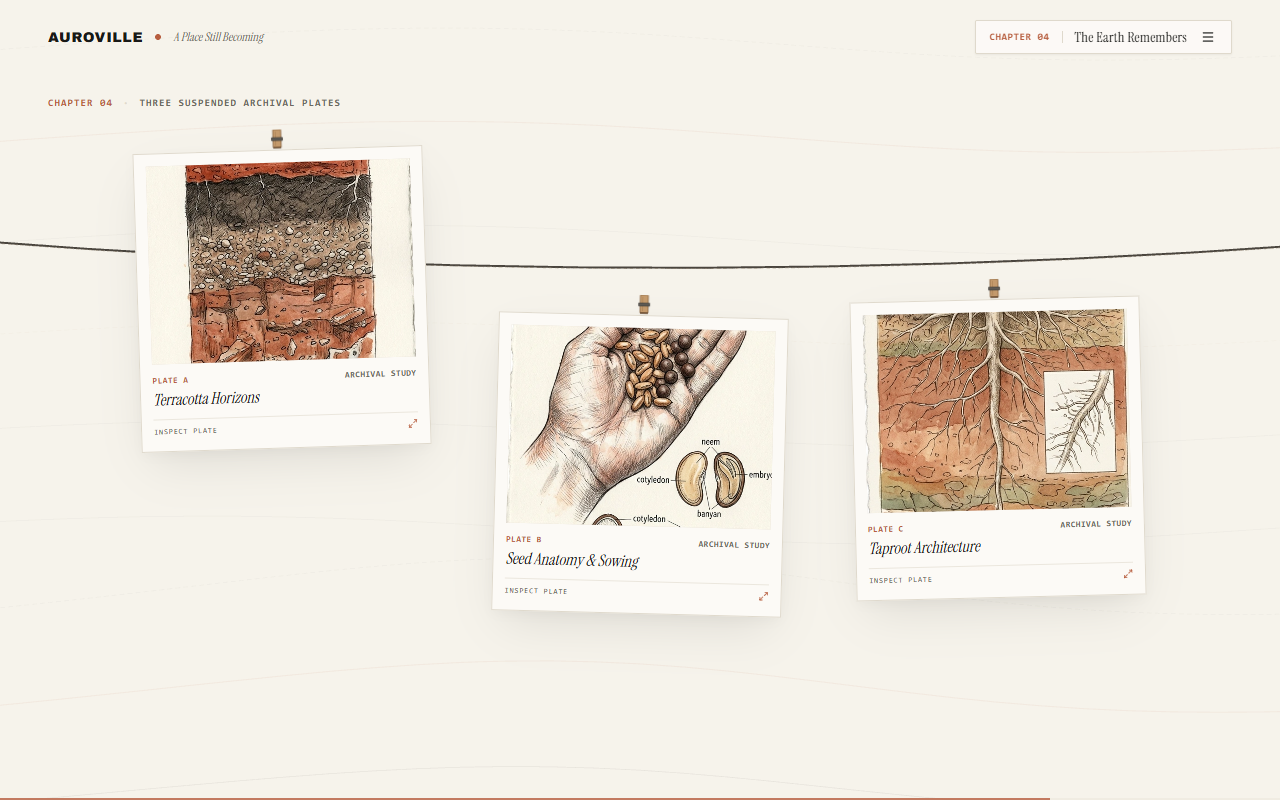 AUROVILLE
A Place Still Becoming
CHAPTER 04
The Earth Remembers
CHAPTER 04 · THREE SUSPENDED ARCHIVAL PLATES
PLATE A
ARCHIVAL STUDY
Terracotta Horizons
INSPECT PLATE
neem
cotyledon
embryo
banyan
cotyledon
PLATE B
ARCHIVAL STUDY
Seed Anatomy & Sowing
INSPECT PLATE
PLATE C
ARCHIVAL STUDY
Taproot Architecture
INSPECT PLATE